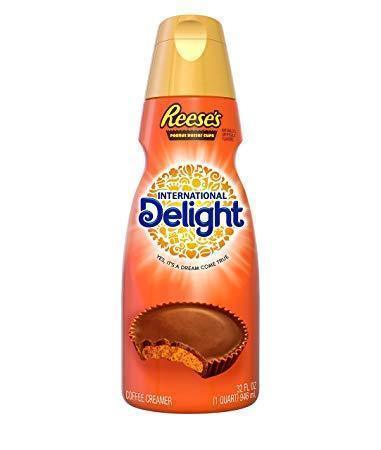 Reese's
PEANUT BUTTER CUPS
INTERNATIONAL
Delight
YES, IT'S A DREAM COME TRUE
COFFEE CREAMER
32 FL OZ
(1 QUART) 946 mL